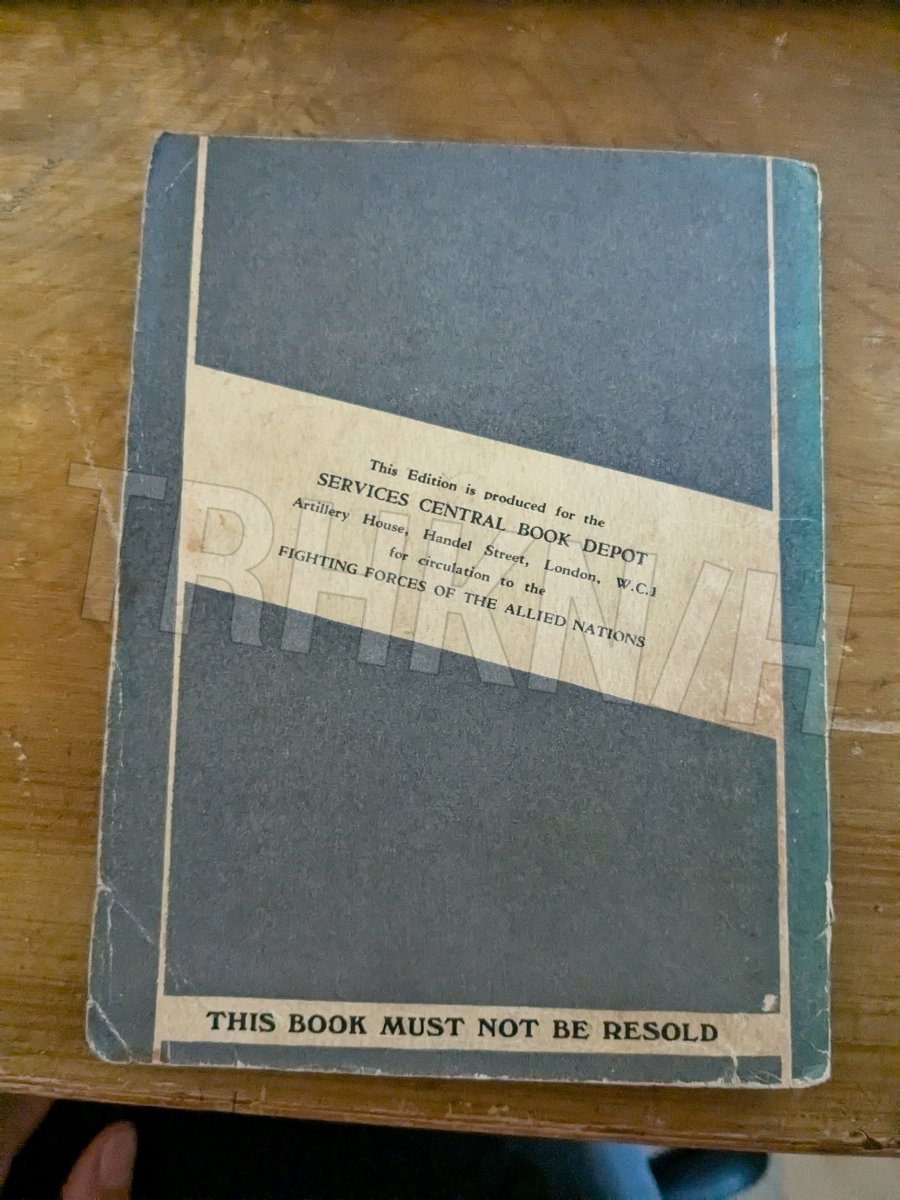 This Edition is produced for the
SERVICES CENTRAL BOOK DEPOT
Artillery House, Handel Street, London, W.C.1
for circulation to the
FIGHTING FORCES OF THE ALLIED NATIONS
TRHKN/H
THIS BOOK MUST NOT BE RESOLD